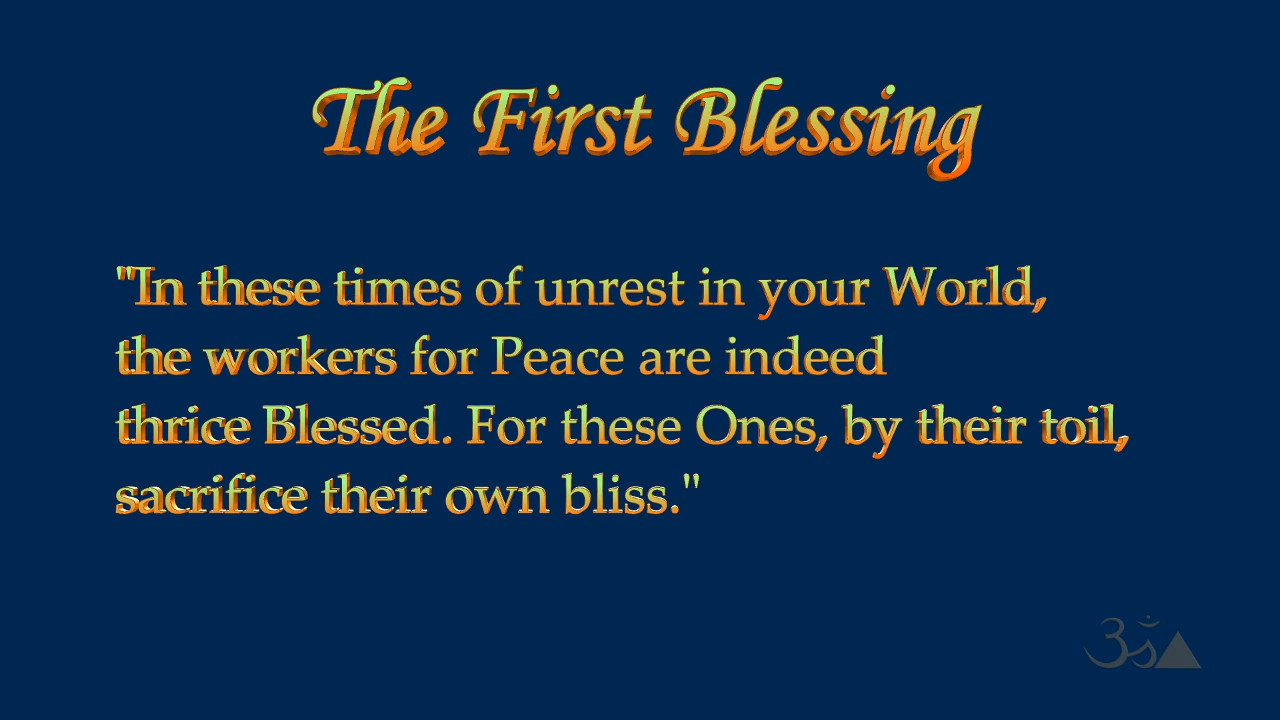 The First Blessing
"In these times of unrest in your World,
the workers for Peace are indeed
thrice Blessed. For these Ones, by their toil,
sacrifice their own bliss."
ॐ